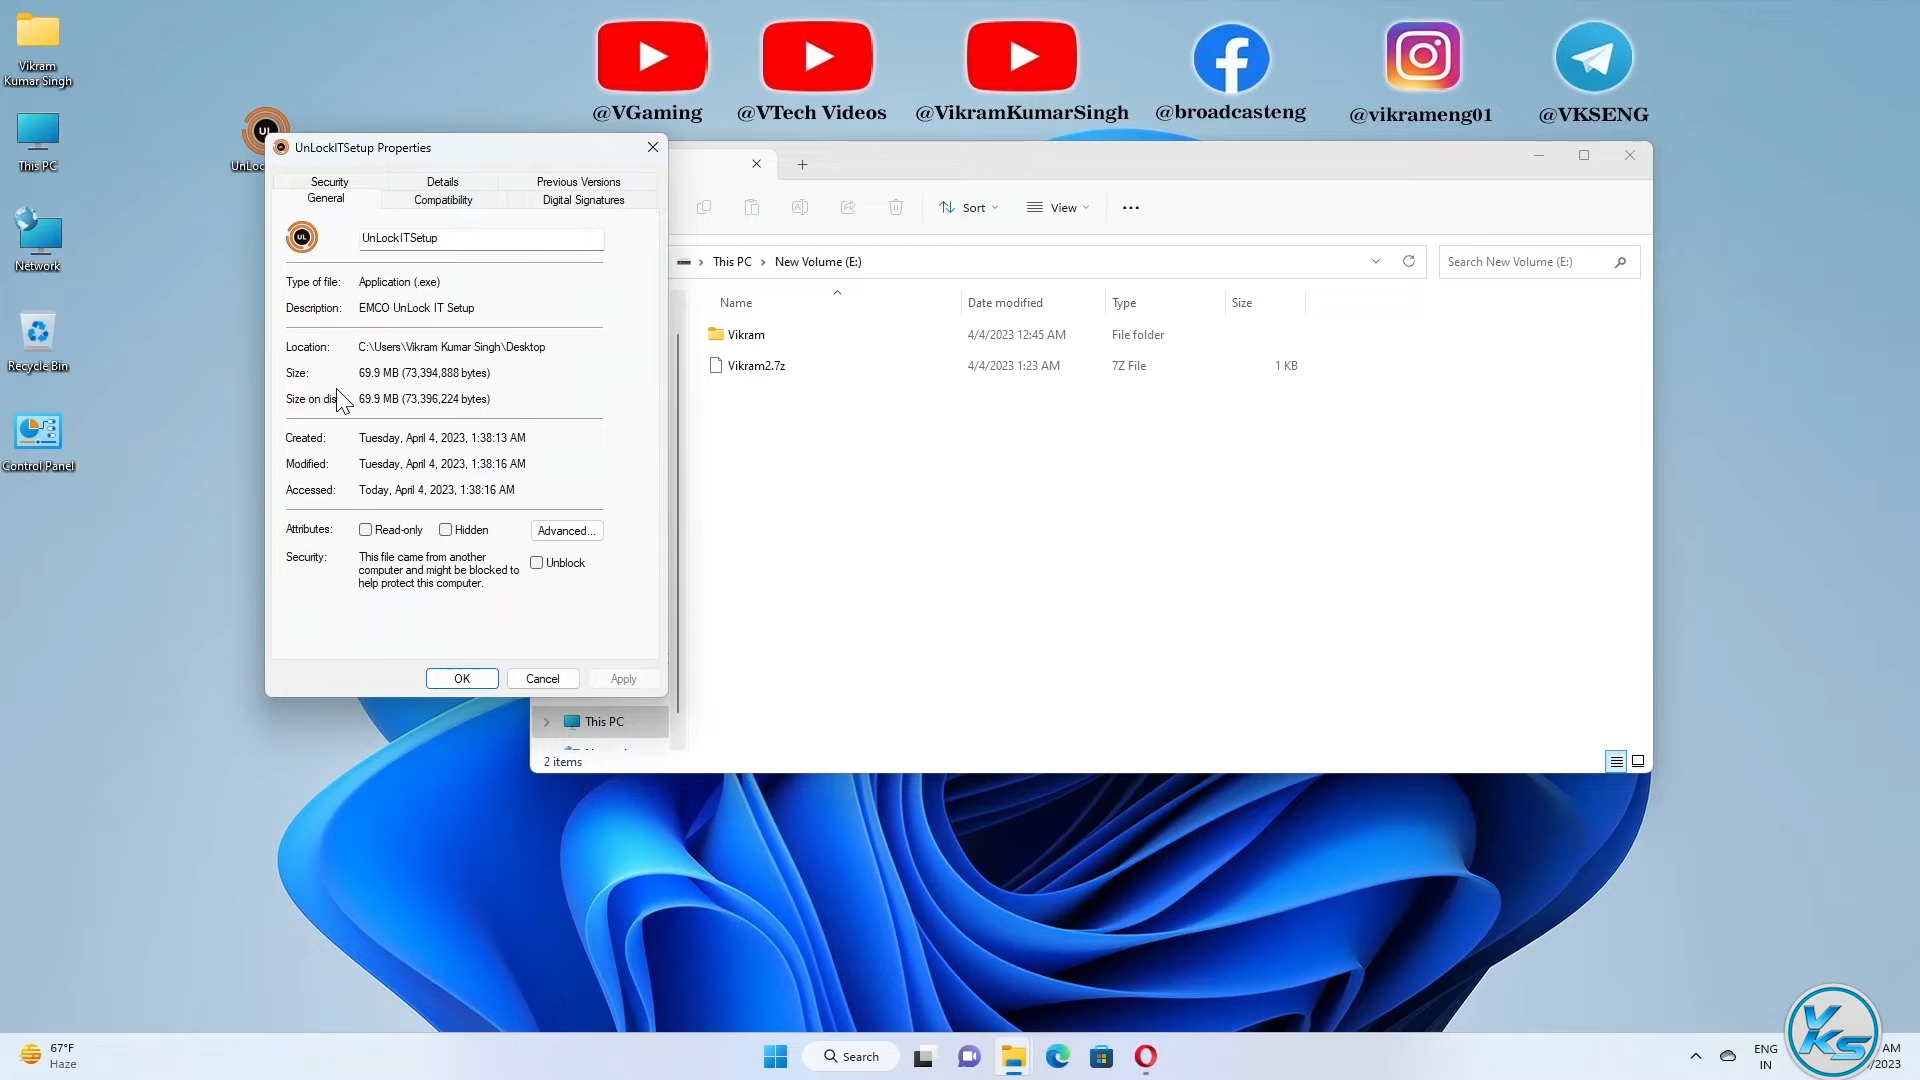 Vikram
Kumar Singh
This PC
Network
Recycle Bin
Control Panel
UL
@VGaming
@VTech Videos
@VikramKumarSingh
@broadcasteng
@vikrameng01
@VKSENG
UnLockITSetup Properties
Security
Details
Previous Versions
General
Compatibility
Digital Signatures
UL
UnLockITSetup
Type of file: Application (.exe)
Description: EMCO UnLock IT Setup
Location: C:\Users\Vikram Kumar Singh\Desktop
Size: 69.9 MB (73,394,888 bytes)
Size on dis 69.9 MB (73,396,224 bytes)
Created: Tuesday, April 4, 2023, 1:38:13 AM
Modified: Tuesday, April 4, 2023, 1:38:16 AM
Accessed: Today, April 4, 2023, 1:38:16 AM
Attributes: Read-only Hidden Advanced...
Security: This file came from another
computer and might be blocked to
help protect this computer.
Unblock
OK Cancel Apply
Sort View
This PC > New Volume (E:)
Search New Volume (E:)
Name Date modified Type Size
Vikram 4/4/2023 12:45 AM File folder
Vikram2.7z 4/4/2023 1:23 AM 7Z File 1 KB
This PC
2 items
67°F
Haze
Search
ENG
IN
AM
/2023
VKS